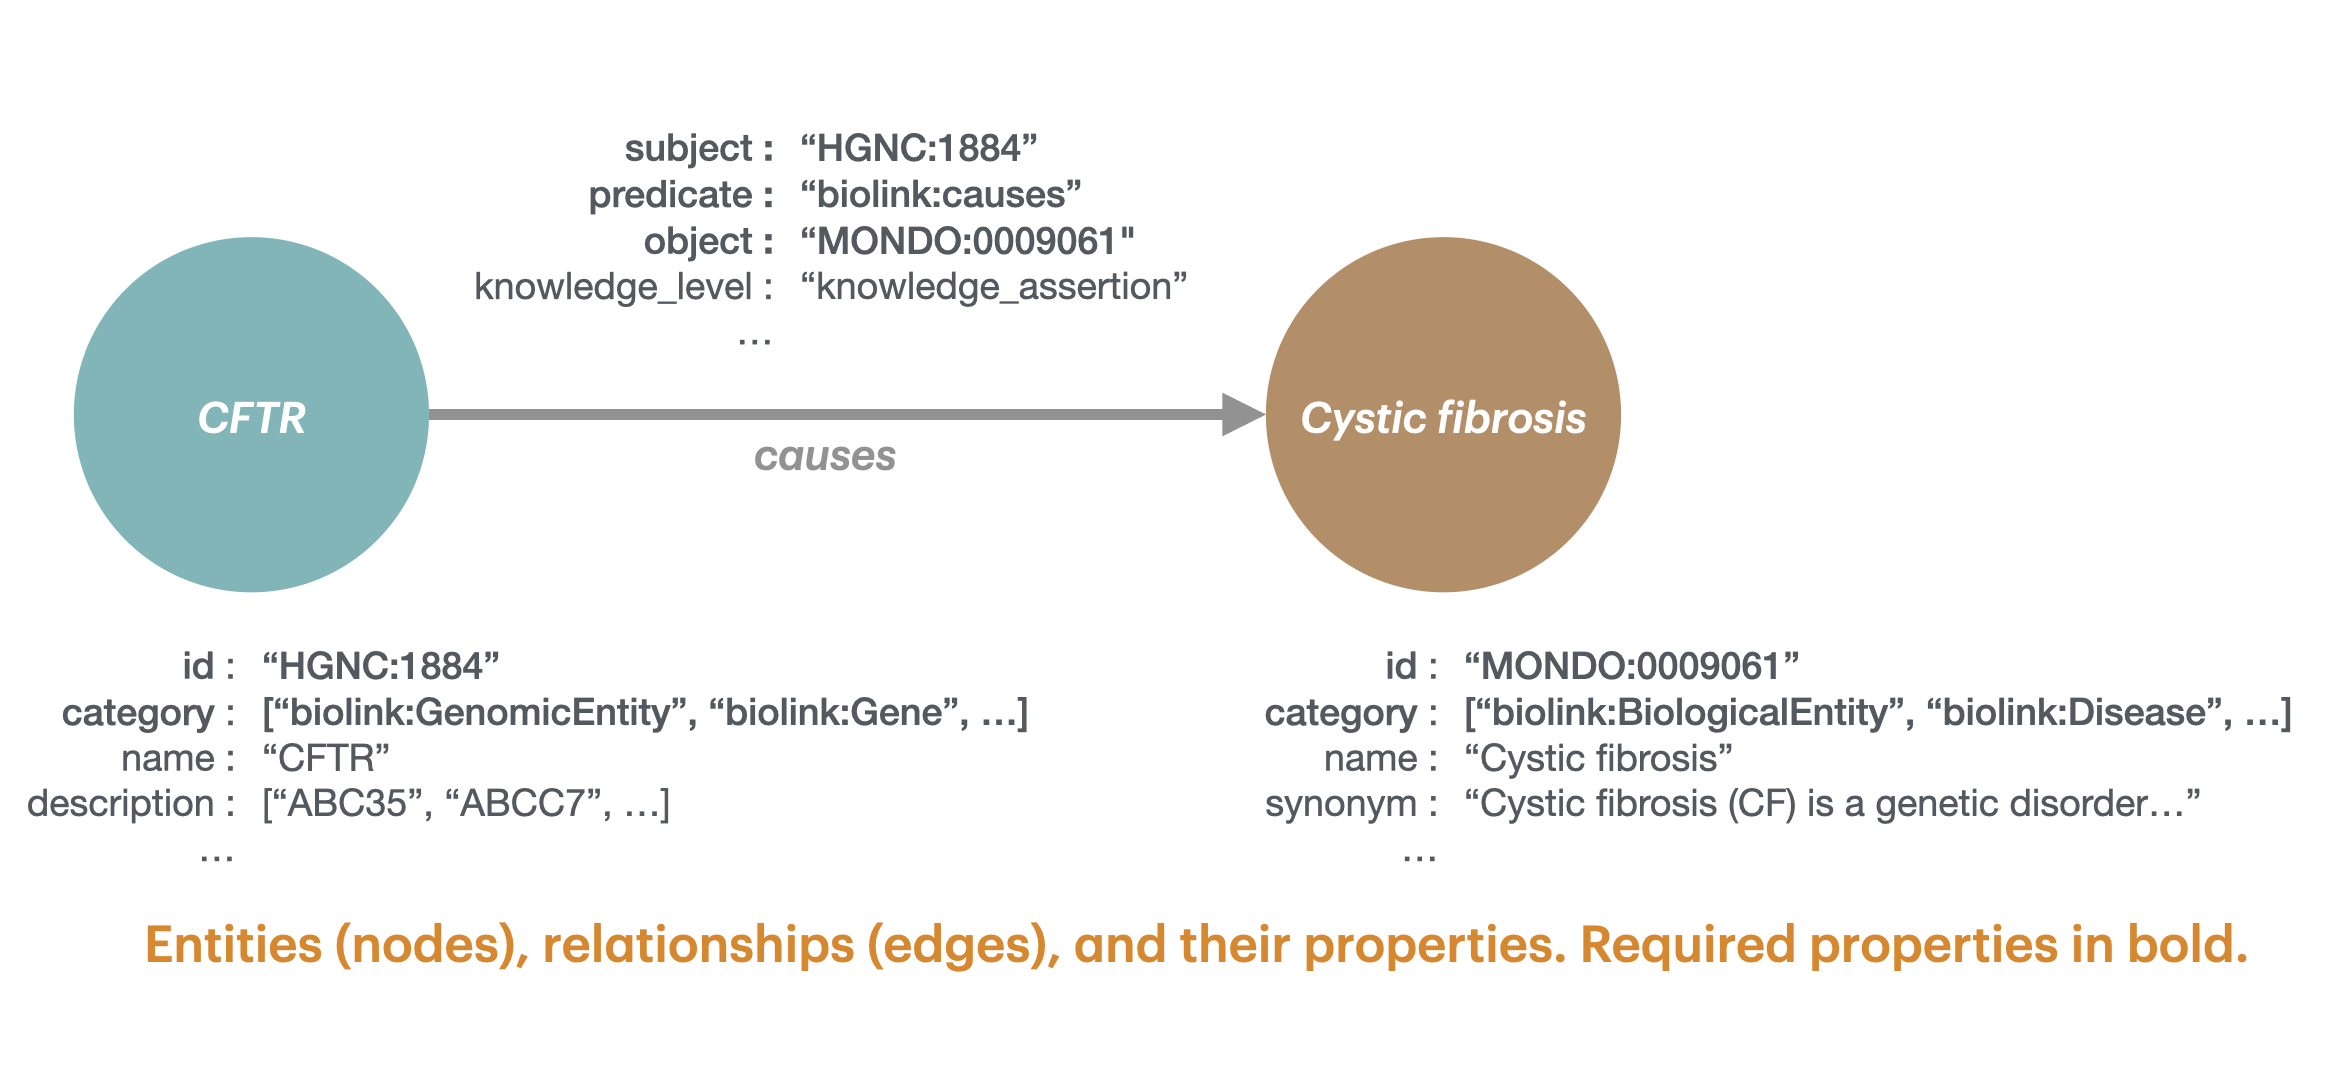 subject : “HGNC:1884”
predicate : “biolink:causes”
object : “MONDO:0009061"
knowledge_level : “knowledge_assertion”
…
CFTR
causes
Cystic fibrosis
id : “HGNC:1884”
category : [“biolink:GenomicEntity”, “biolink:Gene”, …]
name : “CFTR”
description : [“ABC35”, “ABCC7”, …]
…
id : “MONDO:0009061”
category : [“biolink:BiologicalEntity”, “biolink:Disease”, …]
name : “Cystic fibrosis”
synonym : “Cystic fibrosis (CF) is a genetic disorder…”
…
Entities (nodes), relationships (edges), and their properties. Required properties in bold.